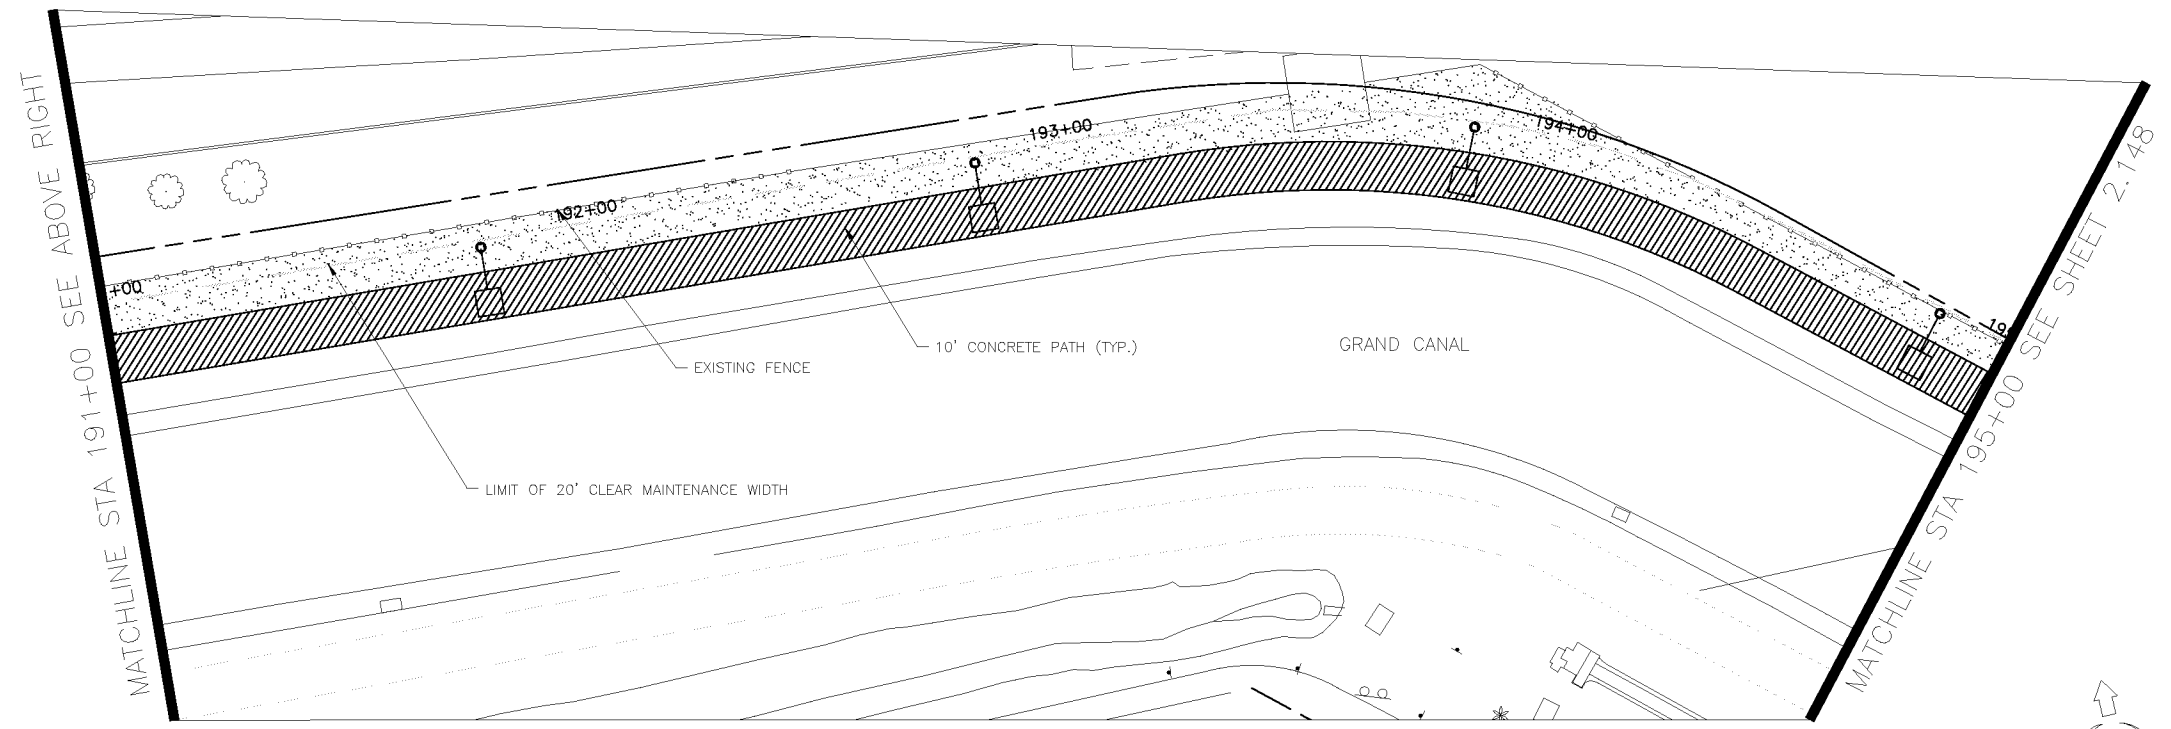 MATCHLINE STA 191+00 SEE ABOVE RIGHT
+00
192+00
193+00
194+00
19
10' CONCRETE PATH (TYP.)
EXISTING FENCE
GRAND CANAL
LIMIT OF 20' CLEAR MAINTENANCE WIDTH
MATCHLINE STA 195+00 SEE SHEET 2.148